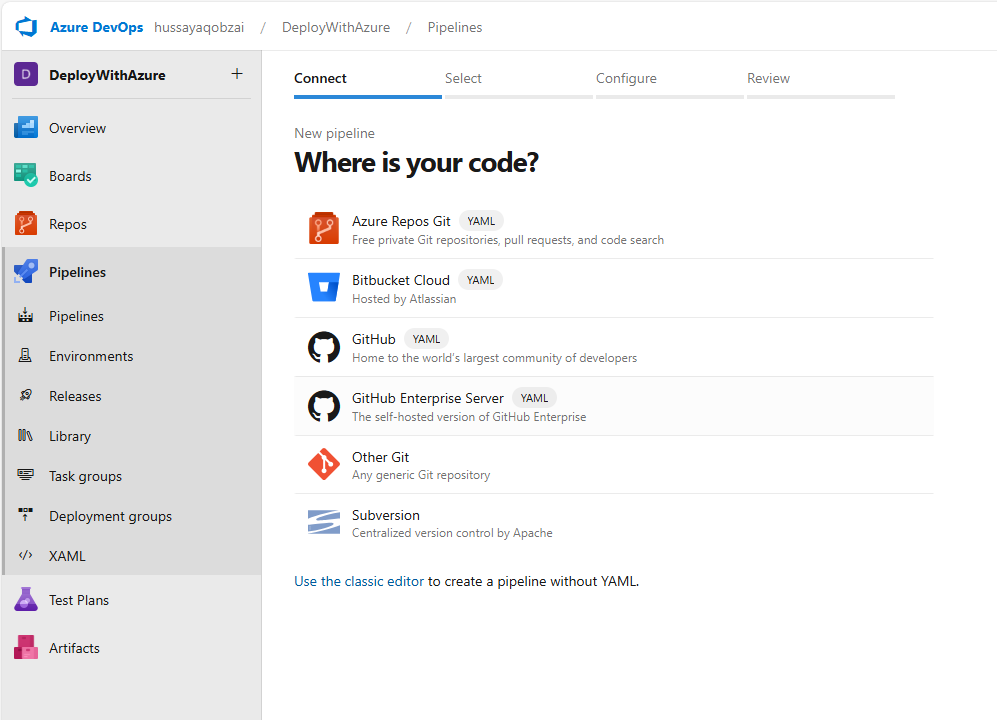 Azure DevOps hussayaqobzai / DeployWithAzure / Pipelines
D DeployWithAzure +
Overview
Boards
Repos
Pipelines
Pipelines
Environments
Releases
Library
Task groups
Deployment groups
XAML
Test Plans
Artifacts
Connect Select Configure Review
New pipeline
Where is your code?
Azure Repos Git YAML
Free private Git repositories, pull requests, and code search
Bitbucket Cloud YAML
Hosted by Atlassian
GitHub YAML
Home to the world's largest community of developers
GitHub Enterprise Server YAML
The self-hosted version of GitHub Enterprise
Other Git
Any generic Git repository
Subversion
Centralized version control by Apache
Use the classic editor to create a pipeline without YAML.